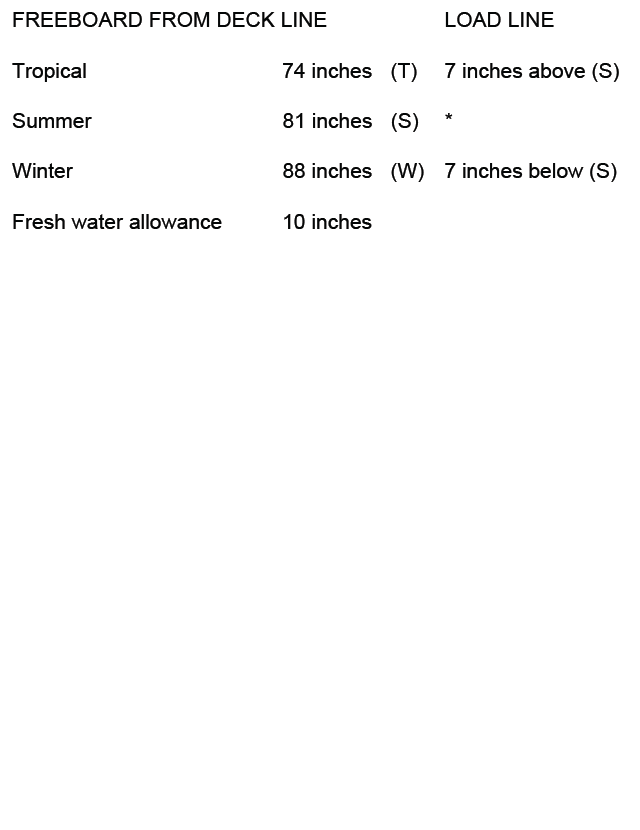 FREEBOARD FROM DECK LINE LOAD LINE
Tropical 74 inches (T) 7 inches above (S)
Summer 81 inches (S) *
Winter 88 inches (W) 7 inches below (S)
Fresh water allowance 10 inches